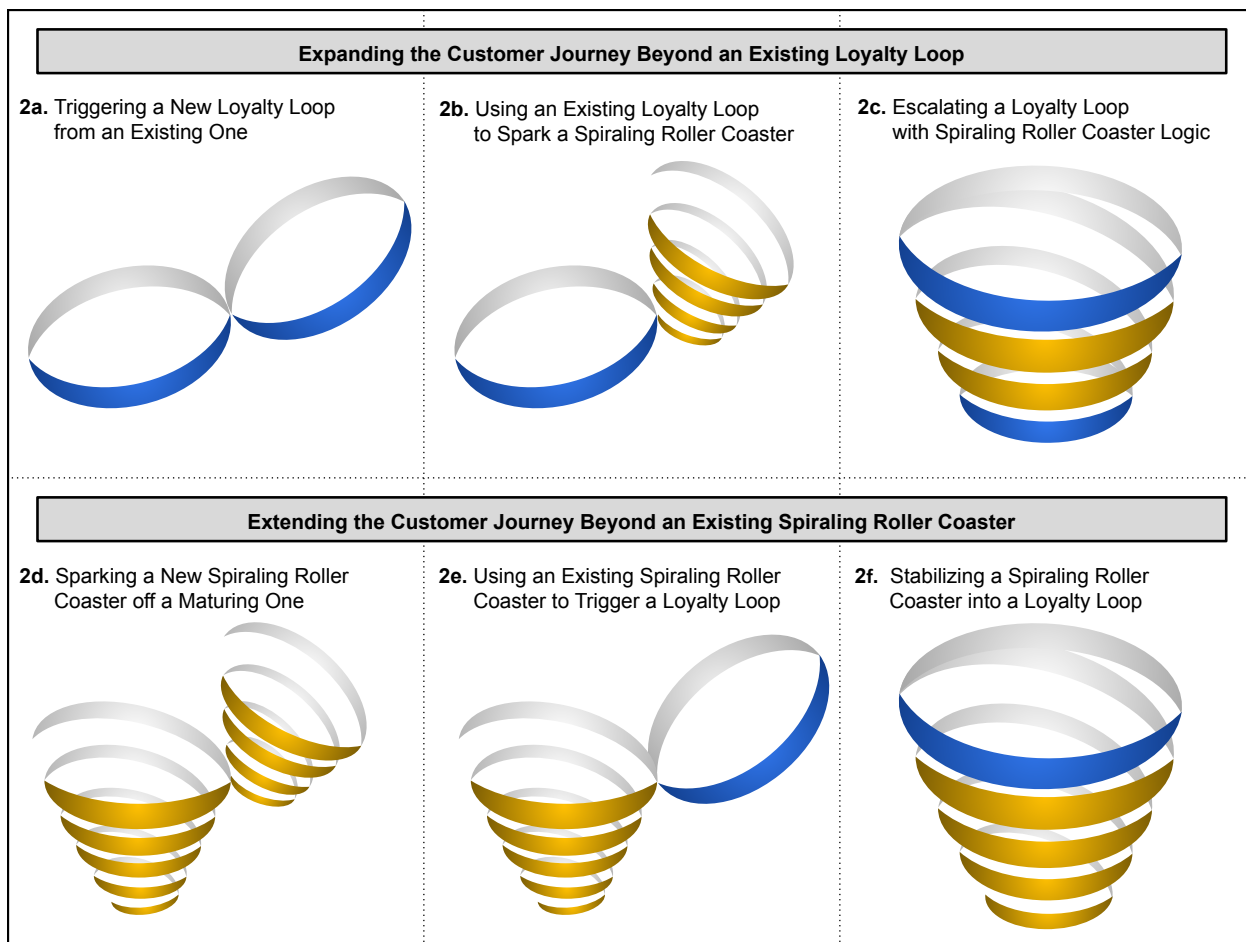 Expanding the Customer Journey Beyond an Existing Loyalty Loop
2a. Triggering a New Loyalty Loop
from an Existing One
2b. Using an Existing Loyalty Loop
to Spark a Spiraling Roller Coaster
2c. Escalating a Loyalty Loop
with Spiraling Roller Coaster Logic
Extending the Customer Journey Beyond an Existing Spiraling Roller Coaster
2d. Sparking a New Spiraling Roller
Coaster off a Maturing One
2e. Using an Existing Spiraling Roller
Coaster to Trigger a Loyalty Loop
2f. Stabilizing a Spiraling Roller
Coaster into a Loyalty Loop